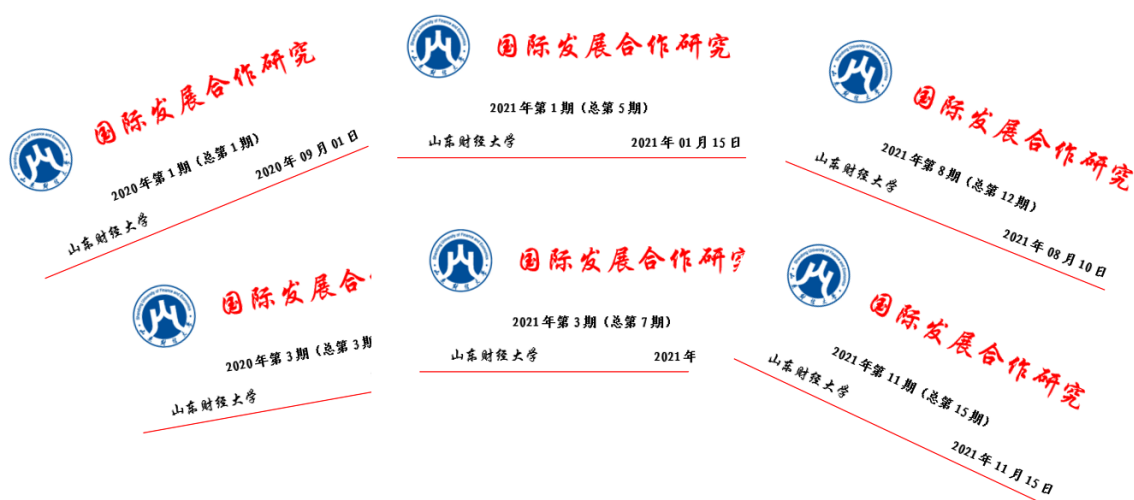 国际发展合作研究
2020年第1期（总第1期）
山东财经大学 2020年09月01日
国际发展合作研究
2021年第1期（总第5期）
山东财经大学 2021年01月15日
国际发展合作研究
2021年第8期（总第12期）
山东财经大学 2021年08月10日
国际发展合
2020年第3期（总第3期
山东财经大学
国际发展合作研
2021年第3期（总第7期）
山东财经大学 2021年
国际发展合作研究
2021年第11期（总第15期）
山东财经大学 2021年11月15日